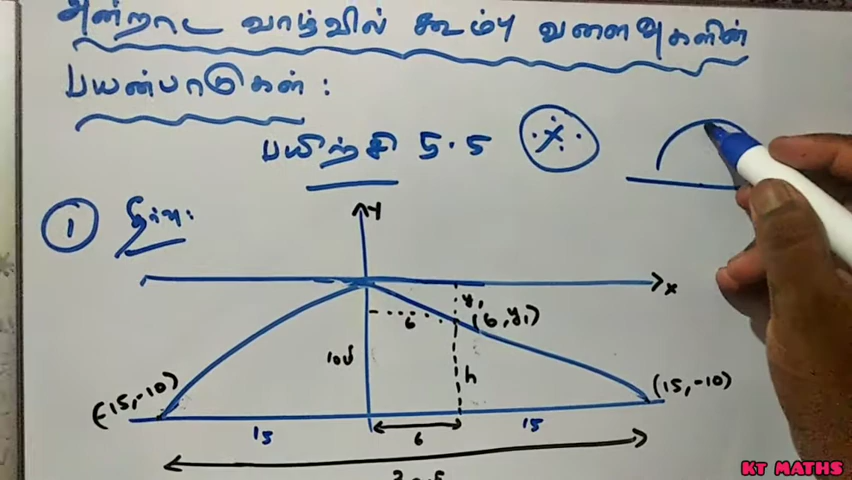 அன்றாட வாழ்வில் கூம்பு வளைவுகளின்
பயன்பாடுகள் :
பயிற்சி 5.5
1 தீர்வு:
y
x
y₁
6 (6, y₁)
10மீ
h
(-15, -10) (15, -10)
15 6 15
KT MATHS